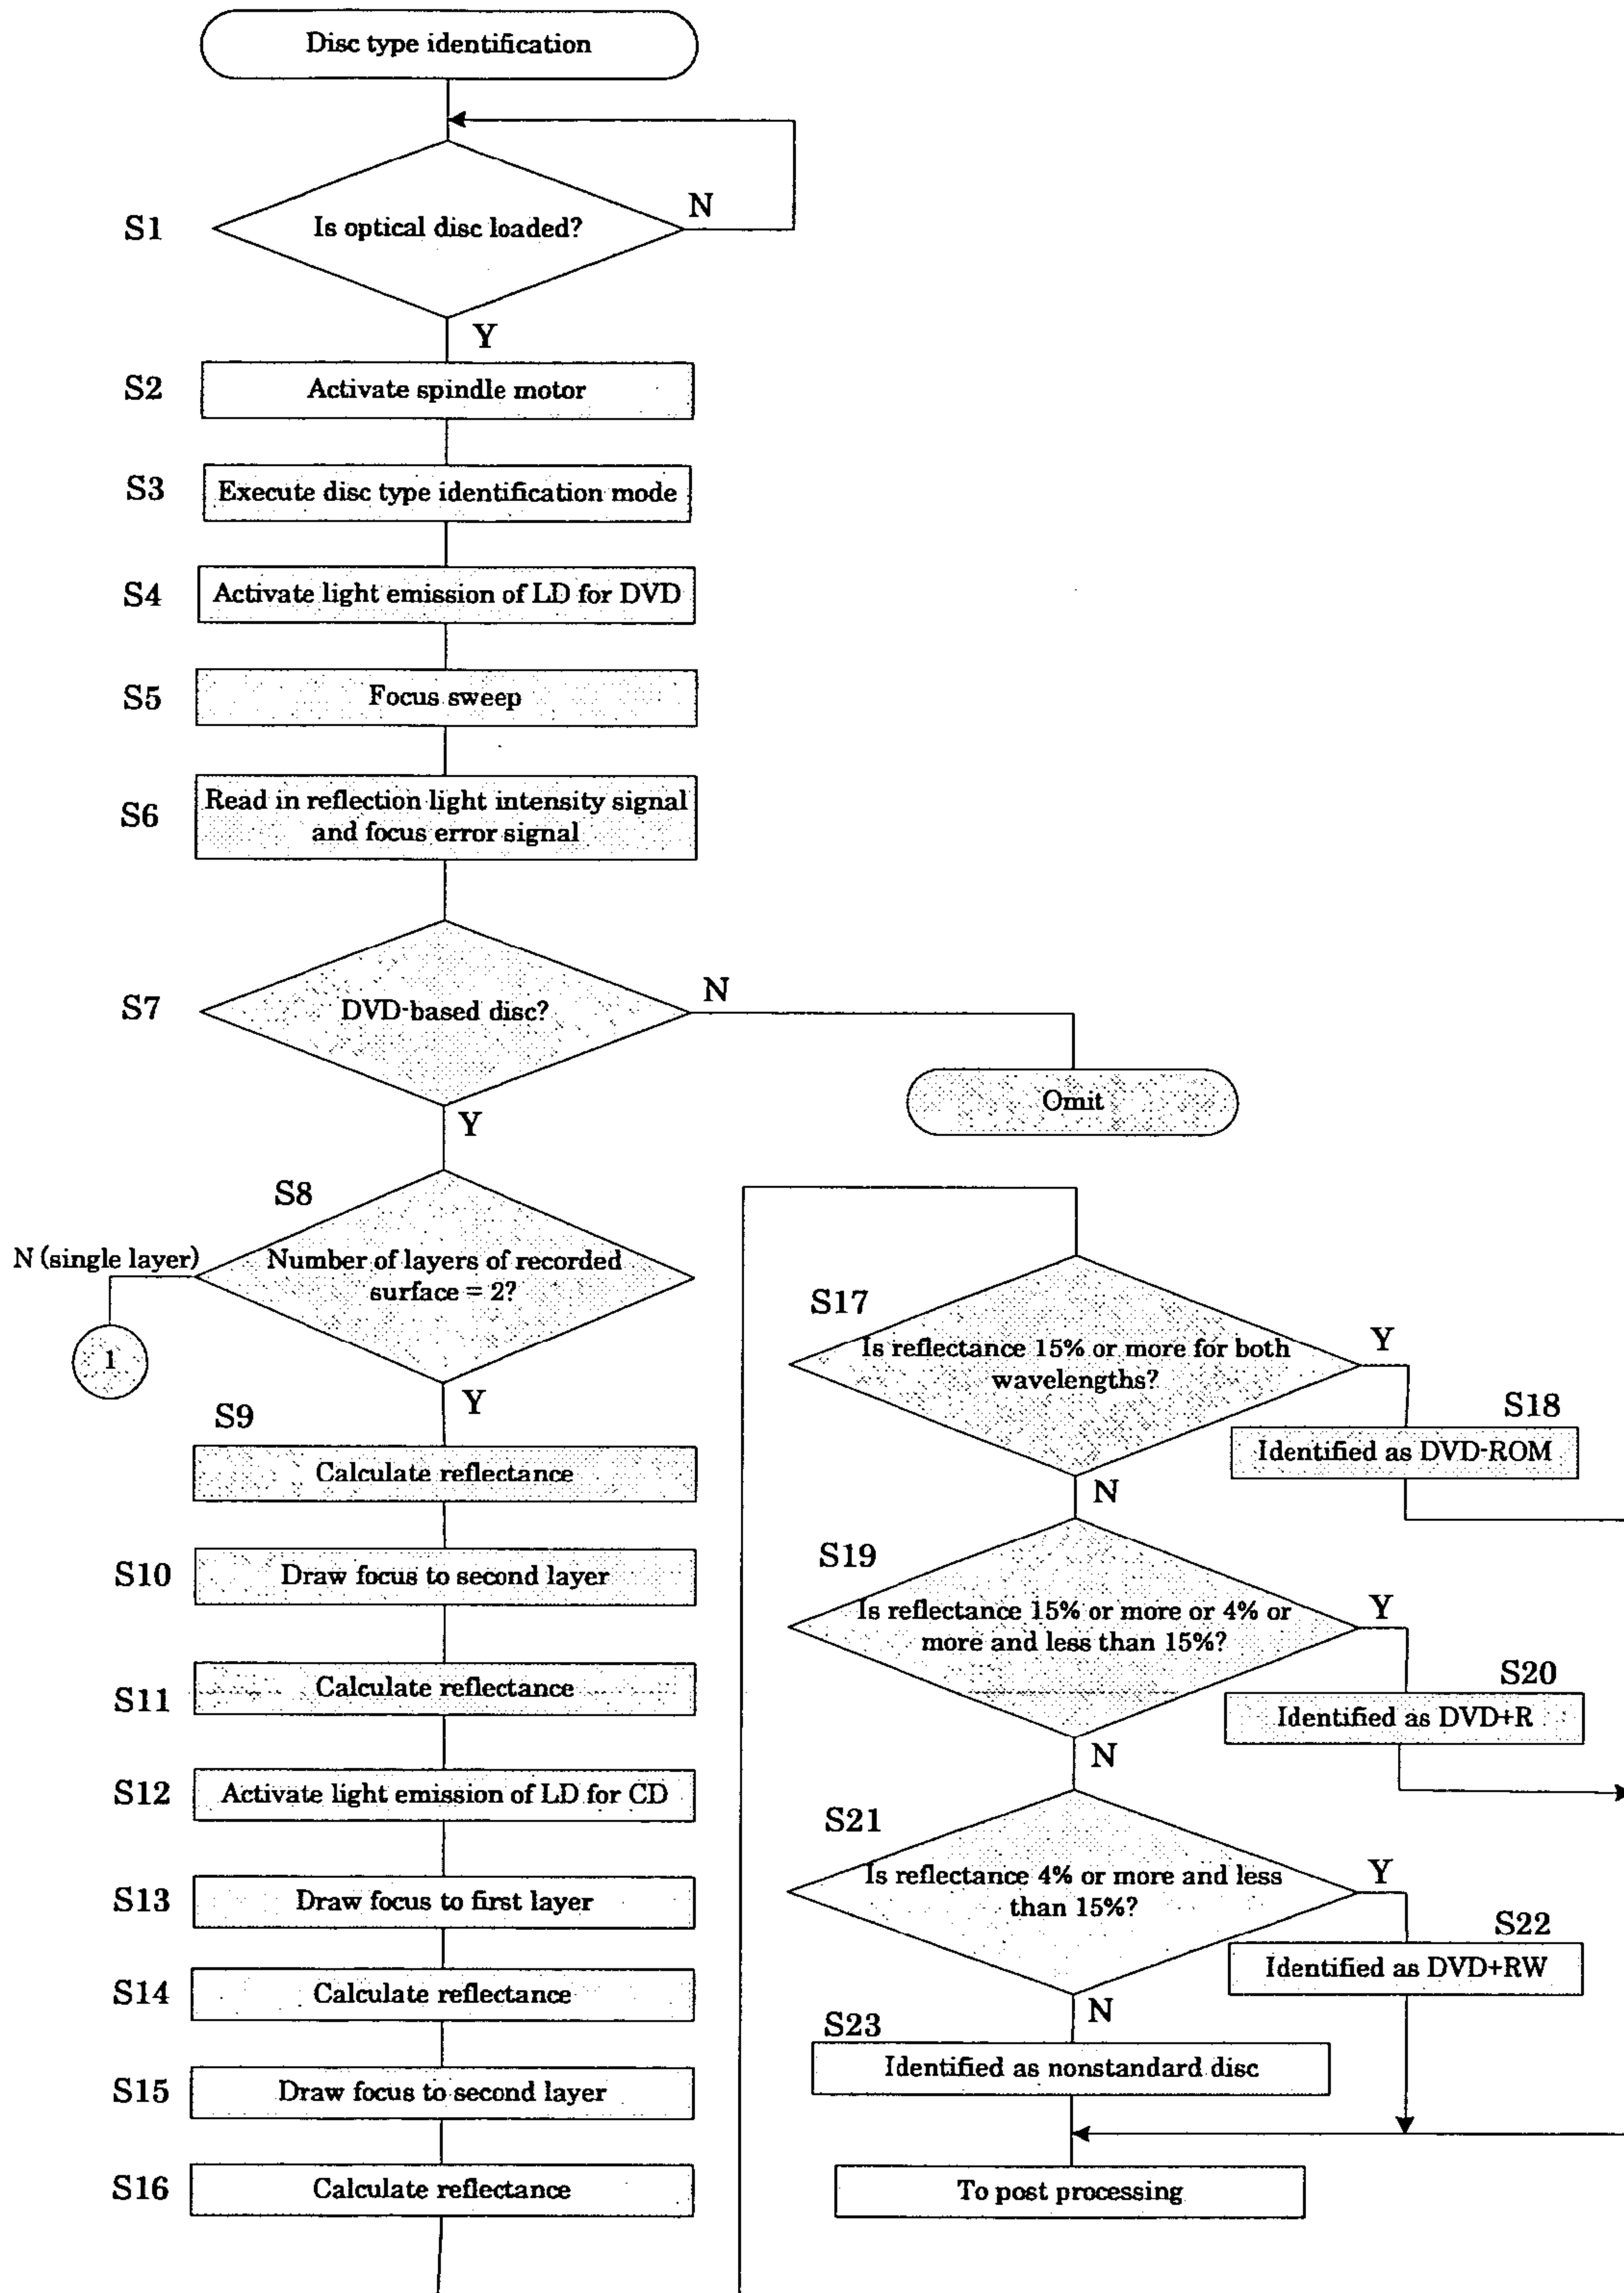 Disc type identification
S1
Is optical disc loaded?
N
Y
S2
Activate spindle motor
S3
Execute disc type identification mode
S4
Activate light emission of LD for DVD
S5
Focus sweep
S6
Read in reflection light intensity signal
and focus error signal
S7
DVD-based disc?
N
Omit
Y
S8
N (single layer)
Number of layers of recorded
surface = 2?
1
Y
S9
Calculate reflectance
S10
Draw focus to second layer
S11
Calculate reflectance
S12
Activate light emission of LD for CD
S13
Draw focus to first layer
S14
Calculate reflectance
S15
Draw focus to second layer
S16
Calculate reflectance
S17
Is reflectance 15% or more for both
wavelengths?
Y
S18
Identified as DVD-ROM
N
S19
Is reflectance 15% or more or 4% or
more and less than 15%?
Y
S20
Identified as DVD+R
N
S21
Is reflectance 4% or more and less
than 15%?
Y
S22
Identified as DVD+RW
N
S23
Identified as nonstandard disc
To post processing